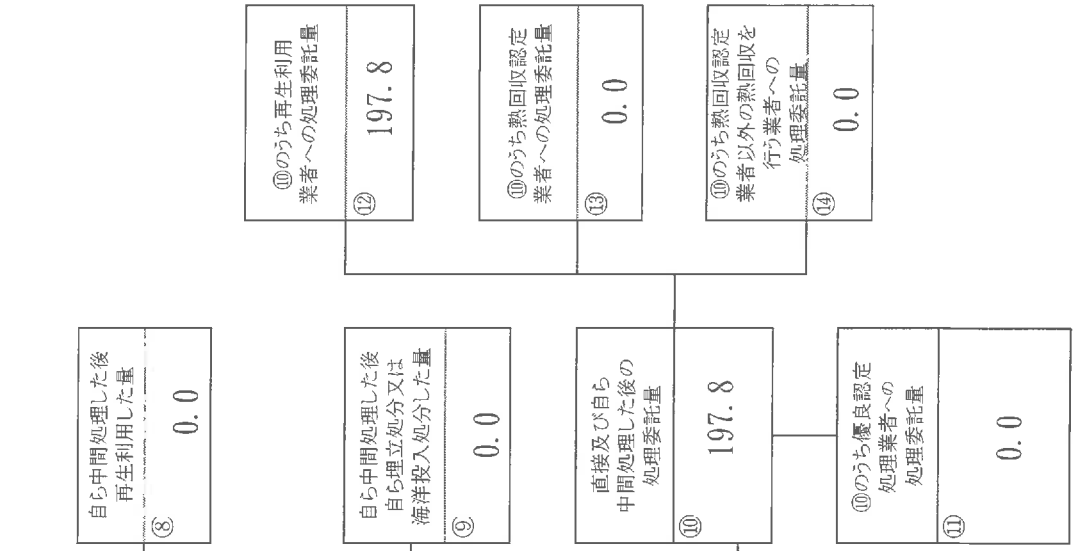 自ら中間処理した後
再生利用した量
⑧
0.0
自ら中間処理した後
自ら埋立処分又は
海洋投入処分した量
⑨
0.0
直接及び自ら
中間処理した後の
処理委託量
⑩
197.8
⑩のうち優良認定
処理業者への
処理委託量
⑪
0.0
⑩のうち再生利用
業者への処理委託量
⑫
197.8
⑩のうち熱回収認定
業者への処理委託量
⑬
0.0
⑩のうち熱回収認定
業者以外の熱回収を
行う業者への
処理委託量
⑭
0.0